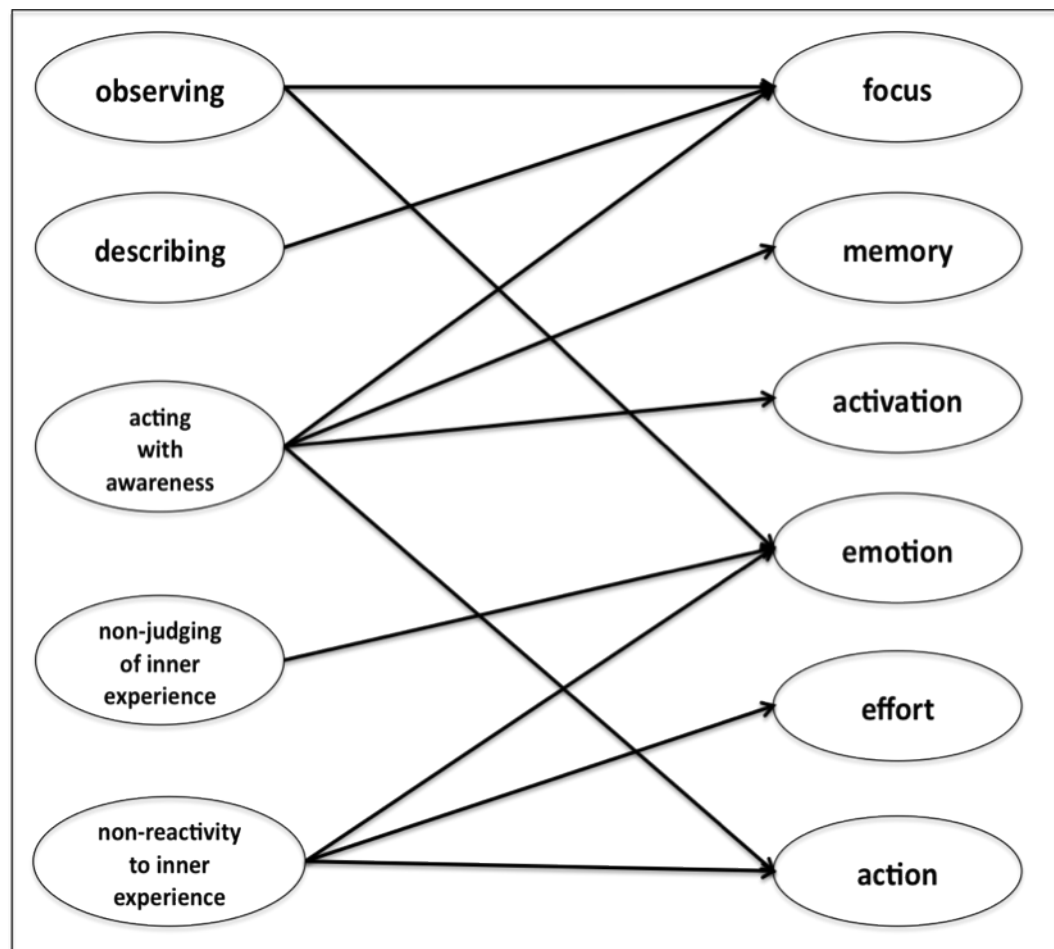 observing
describing
acting
with
awareness
non-judging
of inner
experience
non-reactivity
to inner
experience
focus
memory
activation
emotion
effort
action